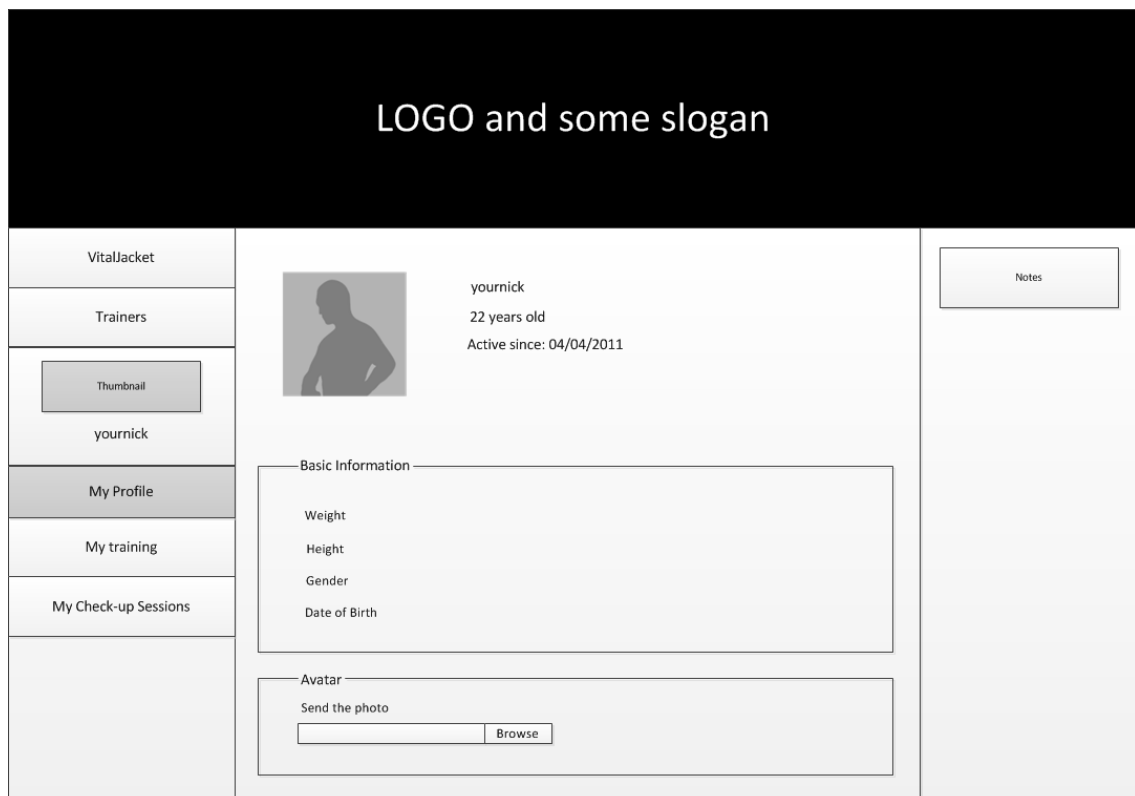 LOGO and some slogan
VitalJacket
Trainers
Thumbnail
yournick
My Profile
My training
My Check-up Sessions
yournick
22 years old
Active since: 04/04/2011
Basic Information
Weight
Height
Gender
Date of Birth
Avatar
Send the photo
Browse
Notes